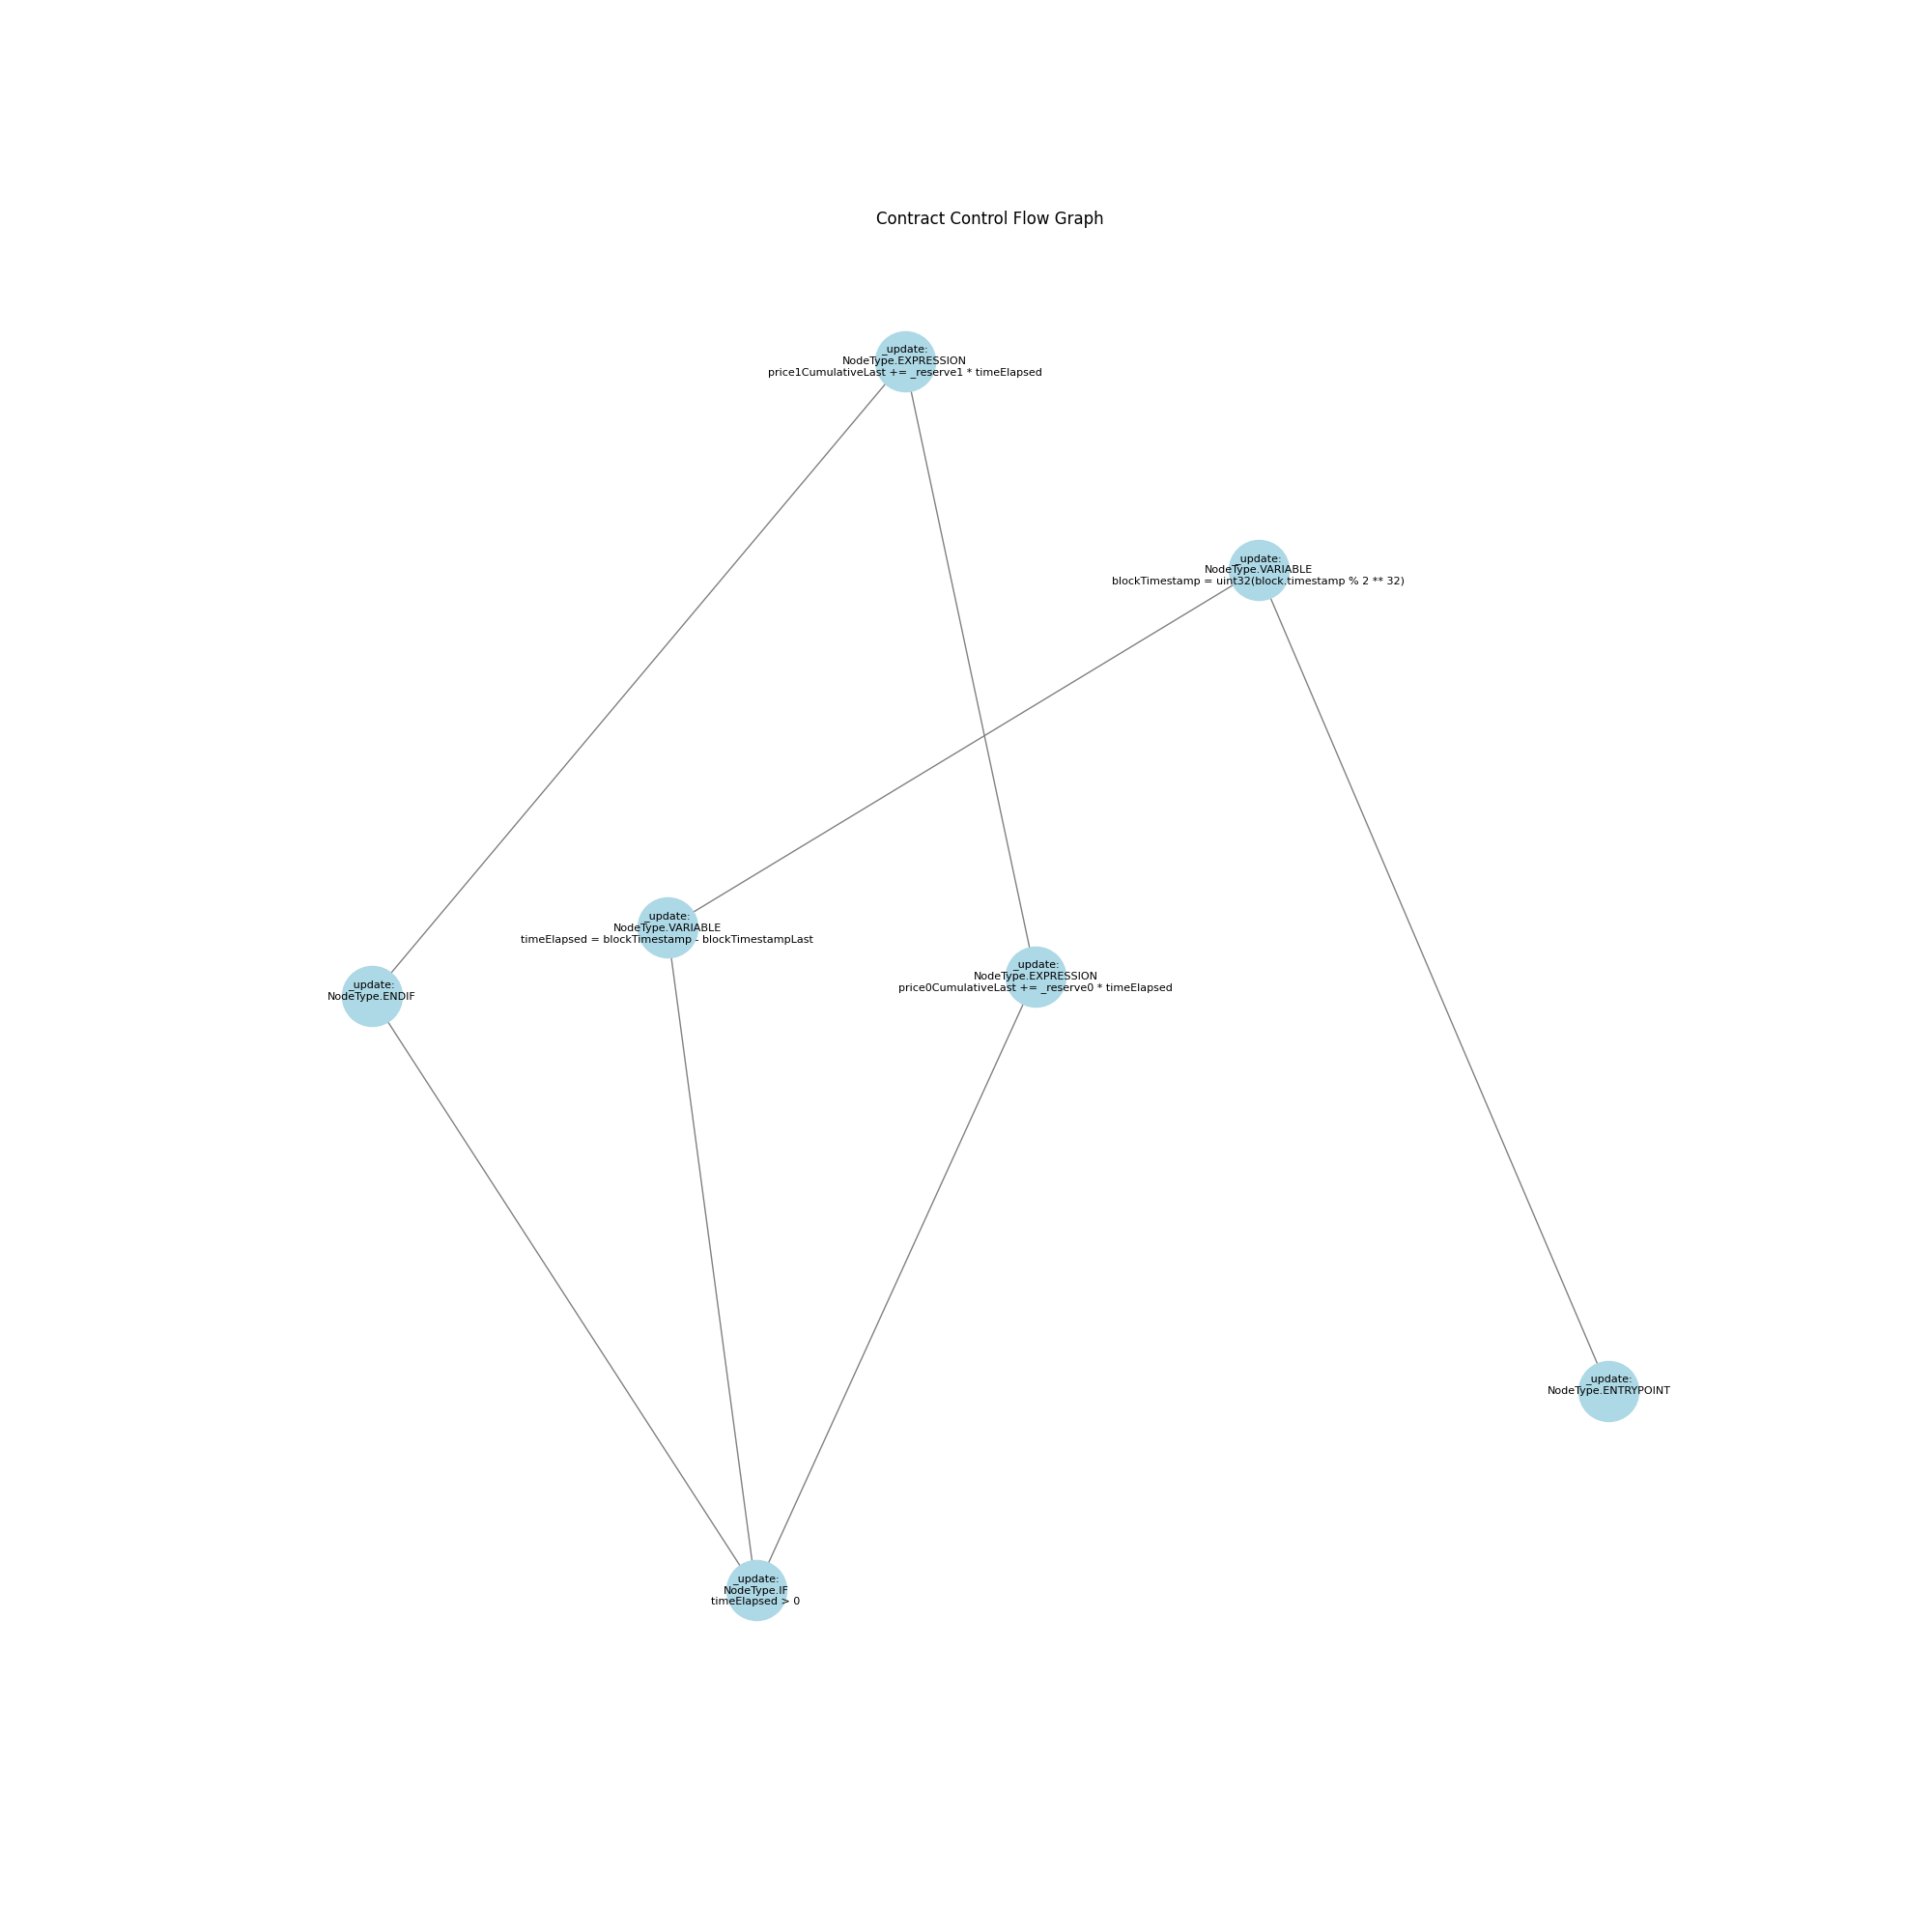 Contract Control Flow Graph
_update:
NodeType.EXPRESSION
price1CumulativeLast += _reserve1 * timeElapsed
_update:
NodeType.VARIABLE
blockTimestamp = uint32(block.timestamp % 2 ** 32)
_update:
NodeType.VARIABLE
timeElapsed = blockTimestamp - blockTimestampLast
_update:
NodeType.EXPRESSION
price0CumulativeLast += _reserve0 * timeElapsed
_update:
NodeType.ENDIF
_update:
NodeType.ENTRYPOINT
_update:
NodeType.IF
timeElapsed > 0